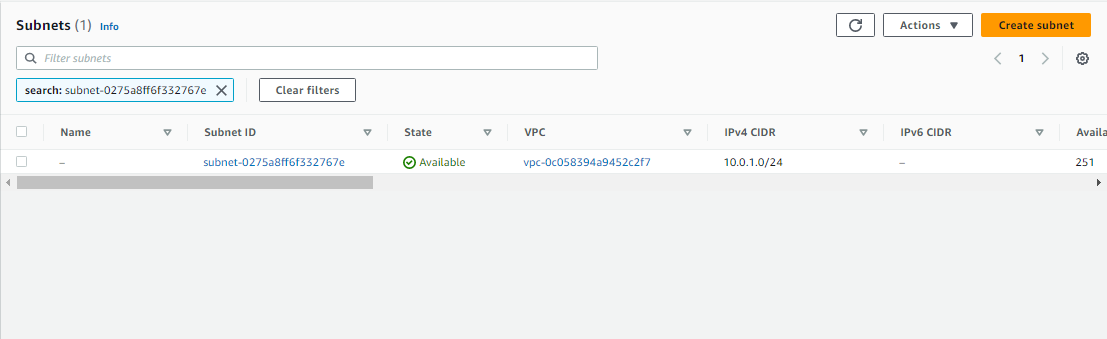 Subnets (1) Info
Actions
Create subnet
Filter subnets
1
search: subnet-0275a8ff6f332767e
Clear filters
Name Subnet ID State VPC IPv4 CIDR IPv6 CIDR Availa
– subnet-0275a8ff6f332767e Available vpc-0c058394a9452c2f7 10.0.1.0/24 – 251